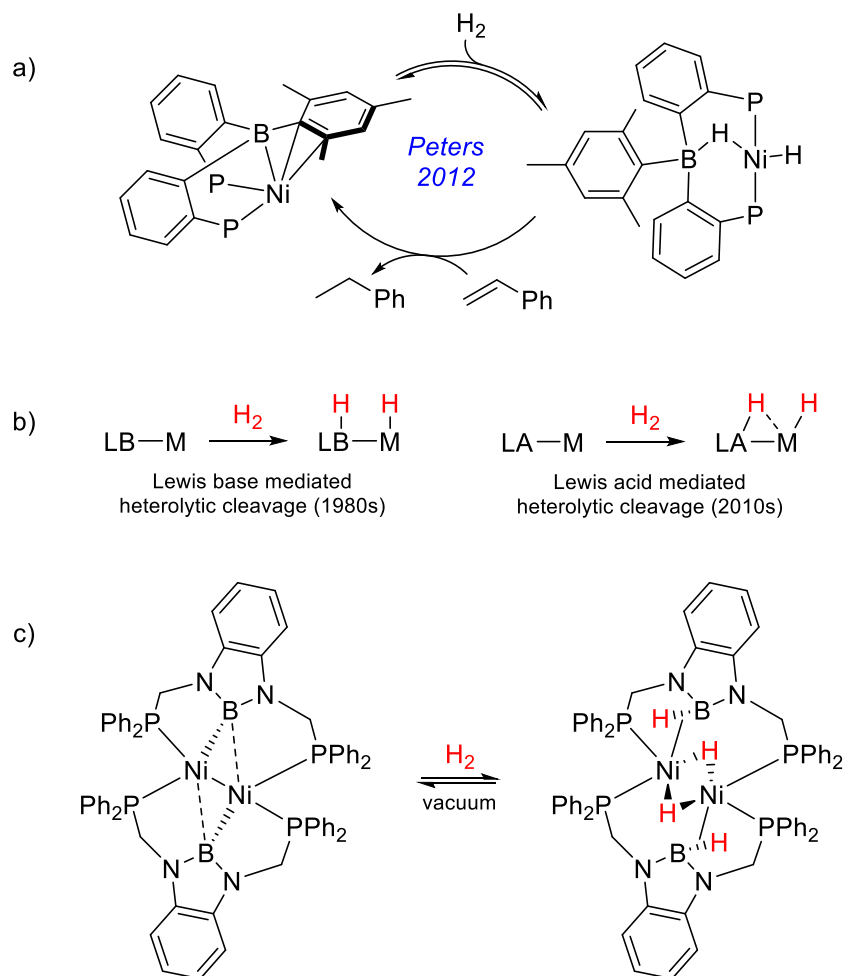 a)
H2
B
P
P
Ni
Peters
2012
P
H
B
Ni
H
P
Ph
Ph
b)
LB
M
H2
H H
LB
M
Lewis base mediated
heterolytic cleavage (1980s)
LA
M
H2
H H
LA
M
Lewis acid mediated
heterolytic cleavage (2010s)
c)
N
B
N
Ph2P
PPh2
Ni
Ni
Ph2P
PPh2
B
N
N
H2
vacuum
N
B
N
H
Ph2P
H
PPh2
Ni
Ni
H
Ph2P
PPh2
B
H
N
N